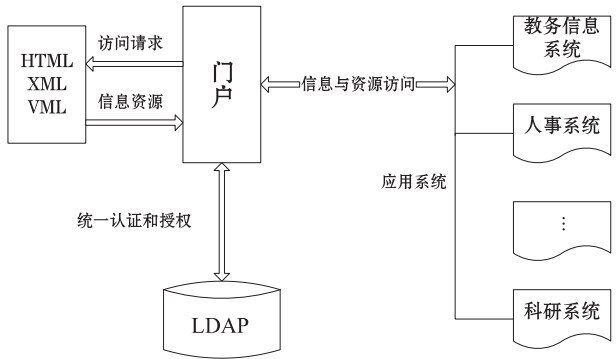 HTML
XML
VML
访问请求
信息资源
门
户
信息与资源访问
教务信息
系统
人事系统
⋮
科研系统
应用系统
统一认证和授权
LDAP